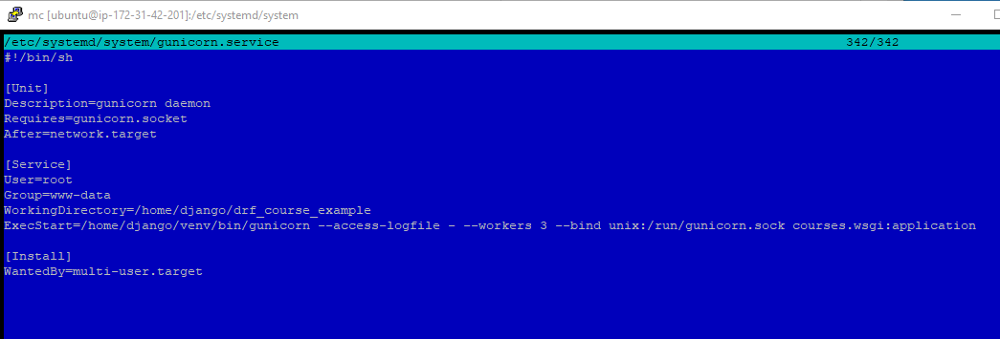 mc [ubuntu@ip-172-31-42-201]:/etc/systemd/system
/etc/systemd/system/gunicorn.service 342/342
#!/bin/sh
[Unit]
Description=gunicorn daemon
Requires=gunicorn.socket
After=network.target
[Service]
User=root
Group=www-data
WorkingDirectory=/home/django/drf_course_example
ExecStart=/home/django/venv/bin/gunicorn --access-logfile - --workers 3 --bind unix:/run/gunicorn.sock courses.wsgi:application
[Install]
WantedBy=multi-user.target